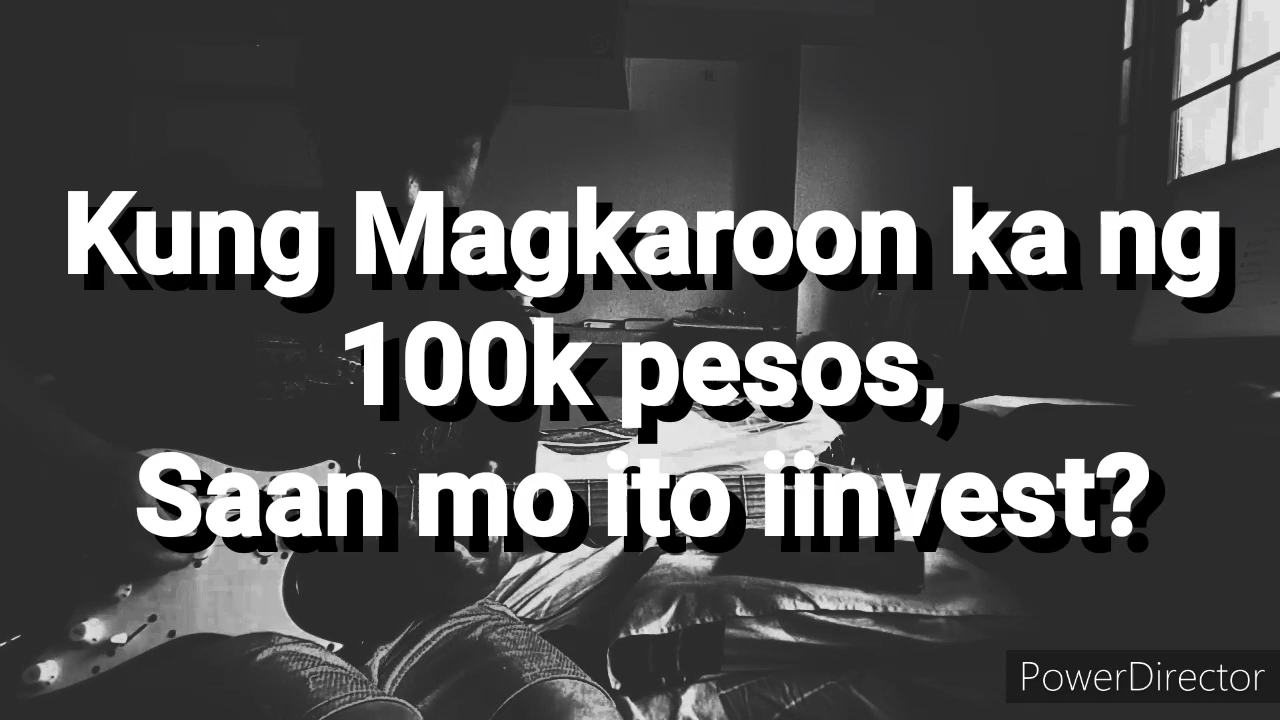 Kung Magkaroon ka ng
100k pesos,
Saan mo ito iinvest?
PowerDirector